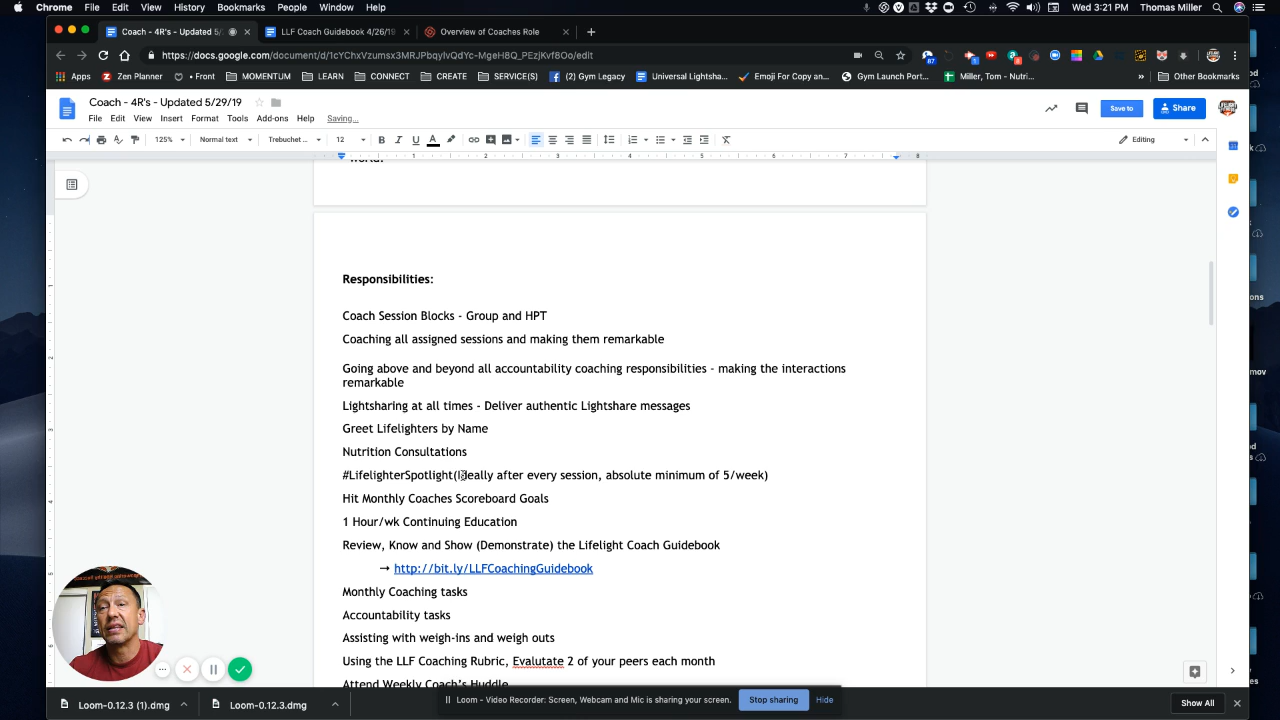 Chrome File Edit View History Bookmarks People Window Help
Wed 3:21 PM Thomas Miller
Coach - 4R's - Updated 5/
LLF Coach Guidebook 4/26/19
Overview of Coaches Role
Apps
Zen Planner
• Front
MOMENTUM
LEARN
CONNECT
CREATE
SERVICE(S)
(2) Gym Legacy
Universal Lightsha...
Emoji For Copy an...
Gym Launch Port...
Miller, Tom - Nutri...
»
Other Bookmarks
Coach - 4R's - Updated 5/29/19
File Edit View Insert Format Tools Add-ons Help Saving...
Save to
Share
125% Normal text Trebuchet ... 12 Editing
world.
Responsibilities:
Coach Session Blocks - Group and HPT
Coaching all assigned sessions and making them remarkable
Going above and beyond all accountability coaching responsibilities - making the interactions
remarkable
Lightsharing at all times - Deliver authentic Lightshare messages
Greet Lifelighters by Name
Nutrition Consultations
#LifelighterSpotlight(Ideally after every session, absolute minimum of 5/week)
Hit Monthly Coaches Scoreboard Goals
1 Hour/wk Continuing Education
Review, Know and Show (Demonstrate) the Lifelight Coach Guidebook
→ http://bit.ly/LLFCoachingGuidebook
Monthly Coaching tasks
Accountability tasks
Assisting with weigh-ins and weigh outs
Using the LLF Coaching Rubric, Evalutate 2 of your peers each month
Attend Weekly Coach's Huddle
Loom-0.12.3 (1).dmg
Loom-0.12.3.dmg
Loom - Video Recorder: Screen, Webcam and Mic is sharing your screen.
Stop sharing
Hide
Show All